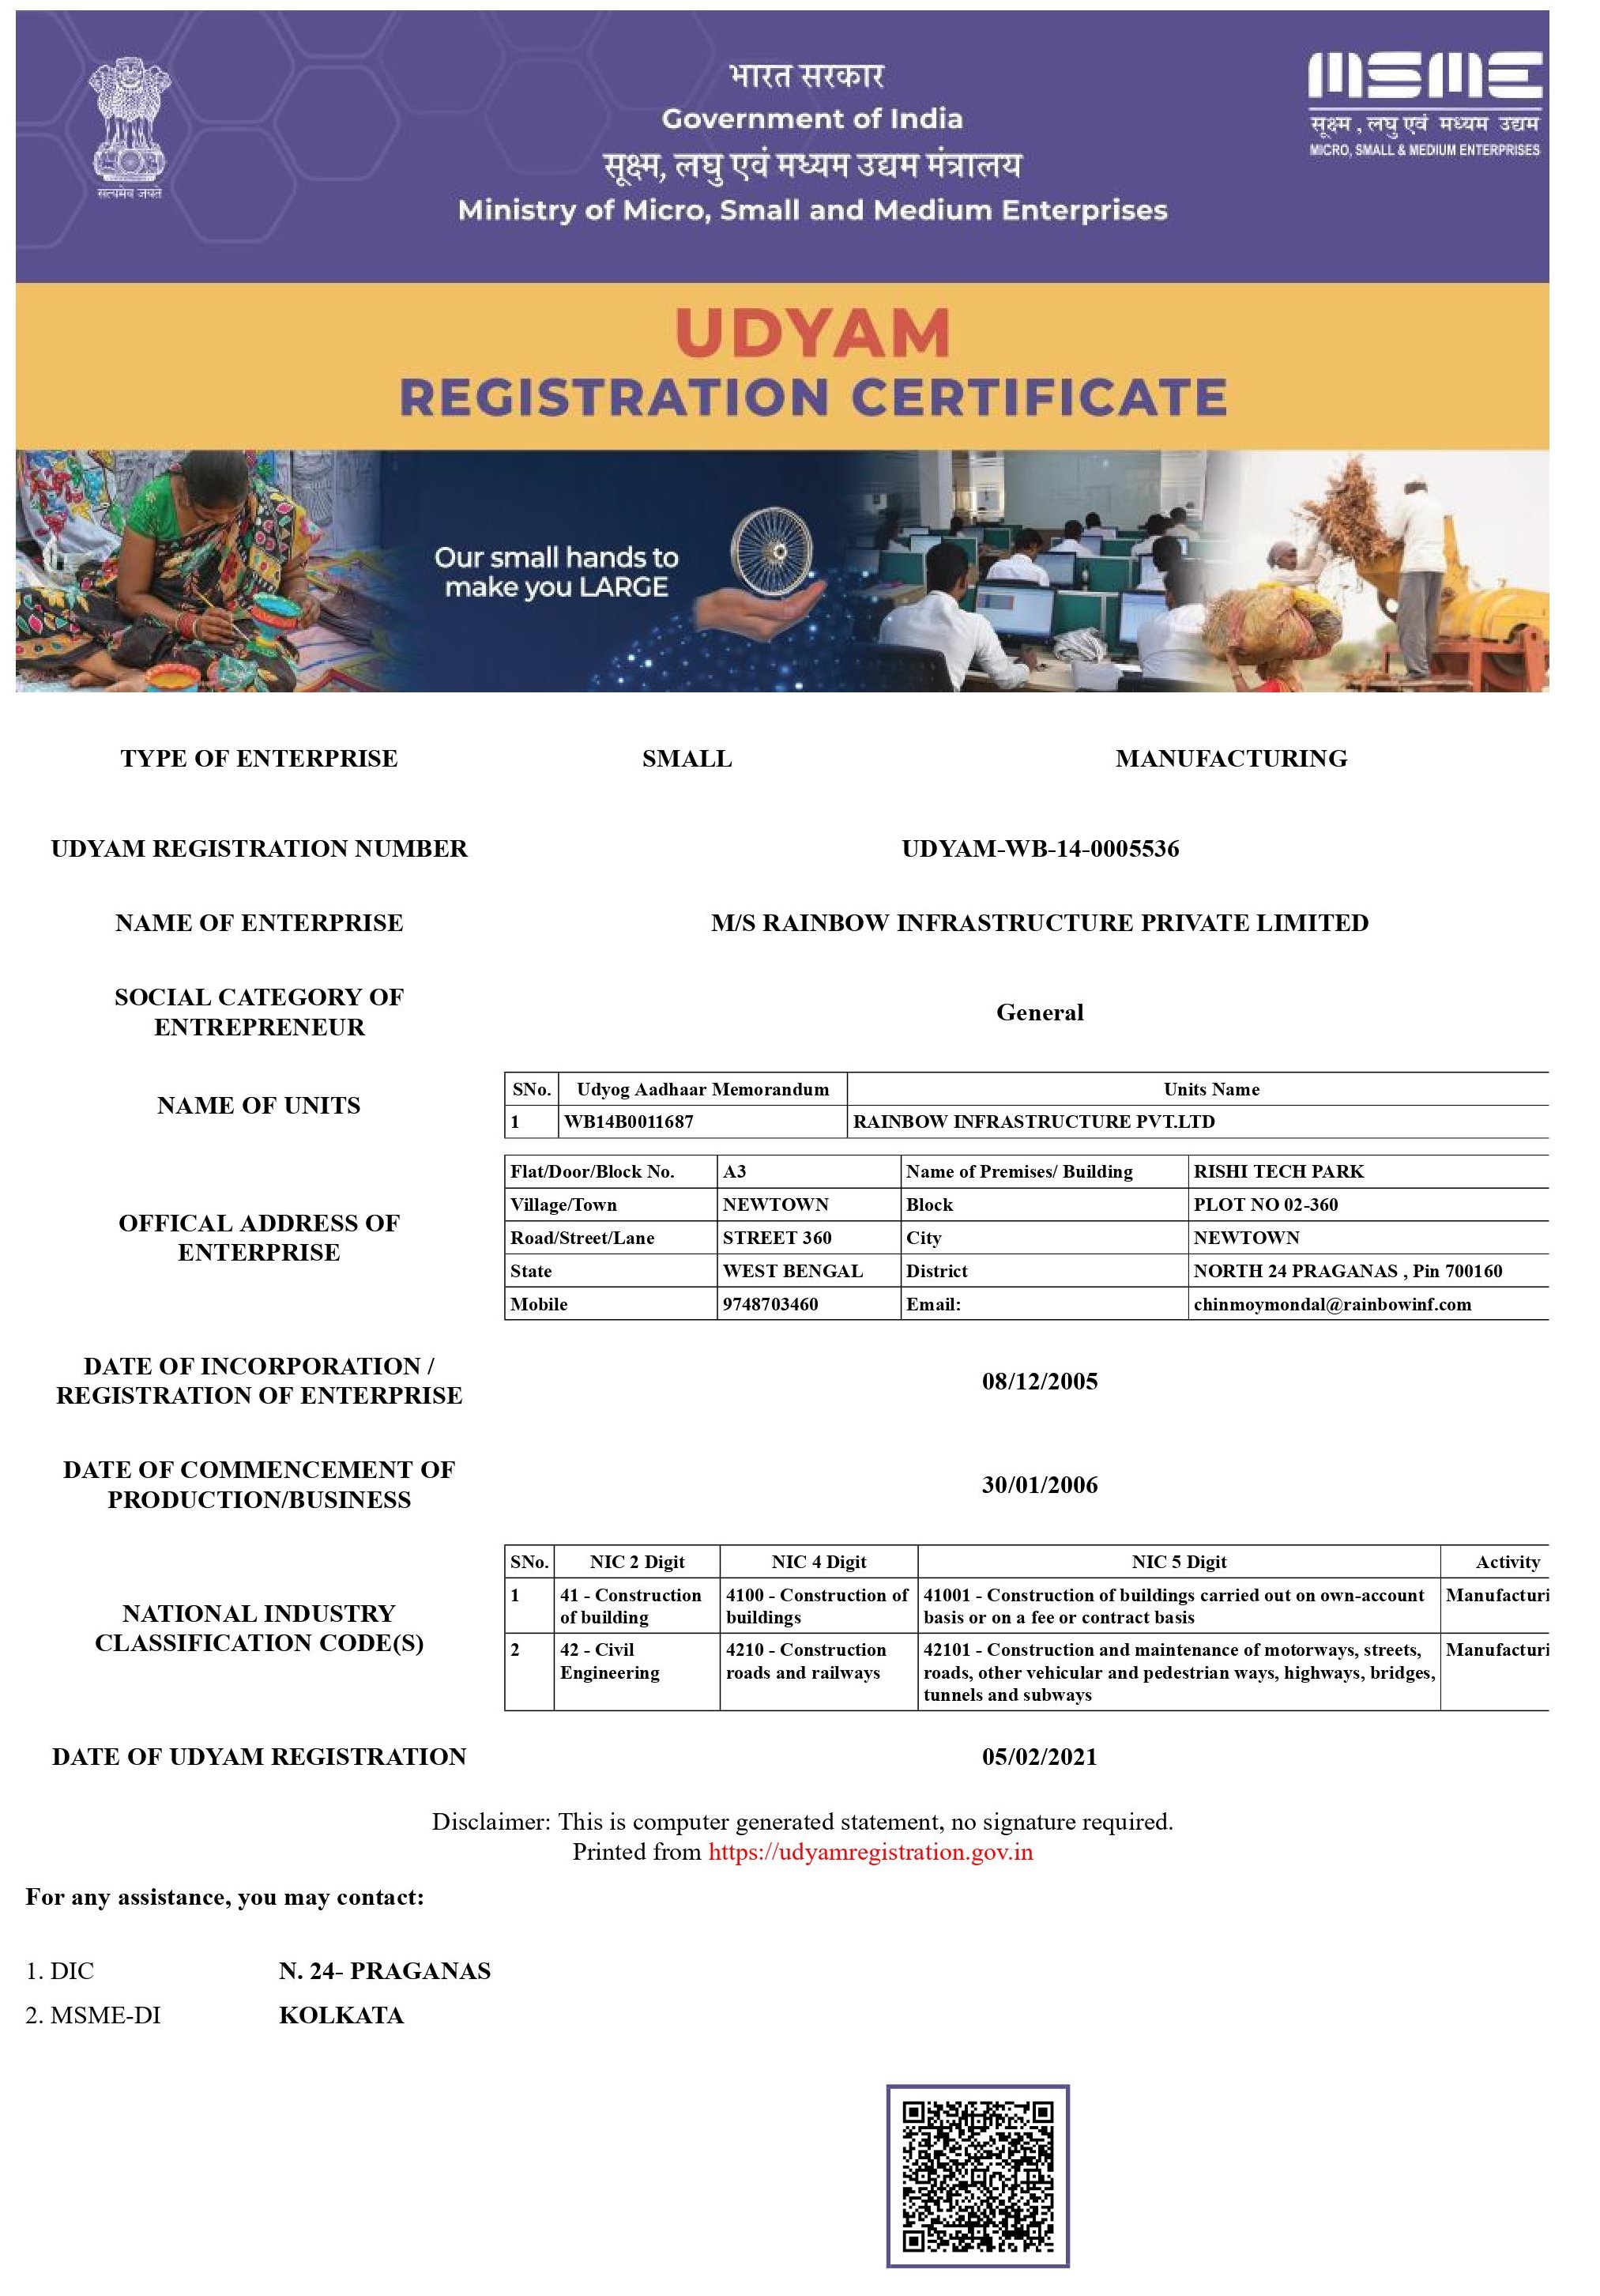 भारत सरकार
Government of India
सूक्ष्म, लघु एवं मध्यम उद्यम मंत्रालय
Ministry of Micro, Small and Medium Enterprises
सत्यमेव जयते
MSME
सूक्ष्म , लघु एवं मध्यम उद्यम
MICRO, SMALL & MEDIUM ENTERPRISES
UDYAM
REGISTRATION CERTIFICATE
Our small hands to
make you LARGE
TYPE OF ENTERPRISE SMALL MANUFACTURING
UDYAM REGISTRATION NUMBER UDYAM-WB-14-0005536
NAME OF ENTERPRISE M/S RAINBOW INFRASTRUCTURE PRIVATE LIMITED
SOCIAL CATEGORY OF
ENTREPRENEUR
General
NAME OF UNITS
SNo. Udyog Aadhaar Memorandum Units Name
1 WB14B0011687 RAINBOW INFRASTRUCTURE PVT.LTD
OFFICAL ADDRESS OF
ENTERPRISE
Flat/Door/Block No. A3 Name of Premises/ Building RISHI TECH PARK
Village/Town NEWTOWN Block PLOT NO 02-360
Road/Street/Lane STREET 360 City NEWTOWN
State WEST BENGAL District NORTH 24 PRAGANAS , Pin 700160
Mobile 9748703460 Email: chinmoymondal@rainbowinf.com
DATE OF INCORPORATION /
REGISTRATION OF ENTERPRISE
08/12/2005
DATE OF COMMENCEMENT OF
PRODUCTION/BUSINESS
30/01/2006
NATIONAL INDUSTRY
CLASSIFICATION CODE(S)
SNo. NIC 2 Digit NIC 4 Digit NIC 5 Digit Activity
1 41 - Construction 4100 - Construction of 41001 - Construction of buildings carried out on own-account Manufacturi
of building buildings basis or on a fee or contract basis
2 42 - Civil 4210 - Construction 42101 - Construction and maintenance of motorways, streets, Manufacturi
Engineering roads and railways roads, other vehicular and pedestrian ways, highways, bridges,
tunnels and subways
DATE OF UDYAM REGISTRATION 05/02/2021
Disclaimer: This is computer generated statement, no signature required.
Printed from https://udyamregistration.gov.in
For any assistance, you may contact:
1. DIC N. 24- PRAGANAS
2. MSME-DI KOLKATA